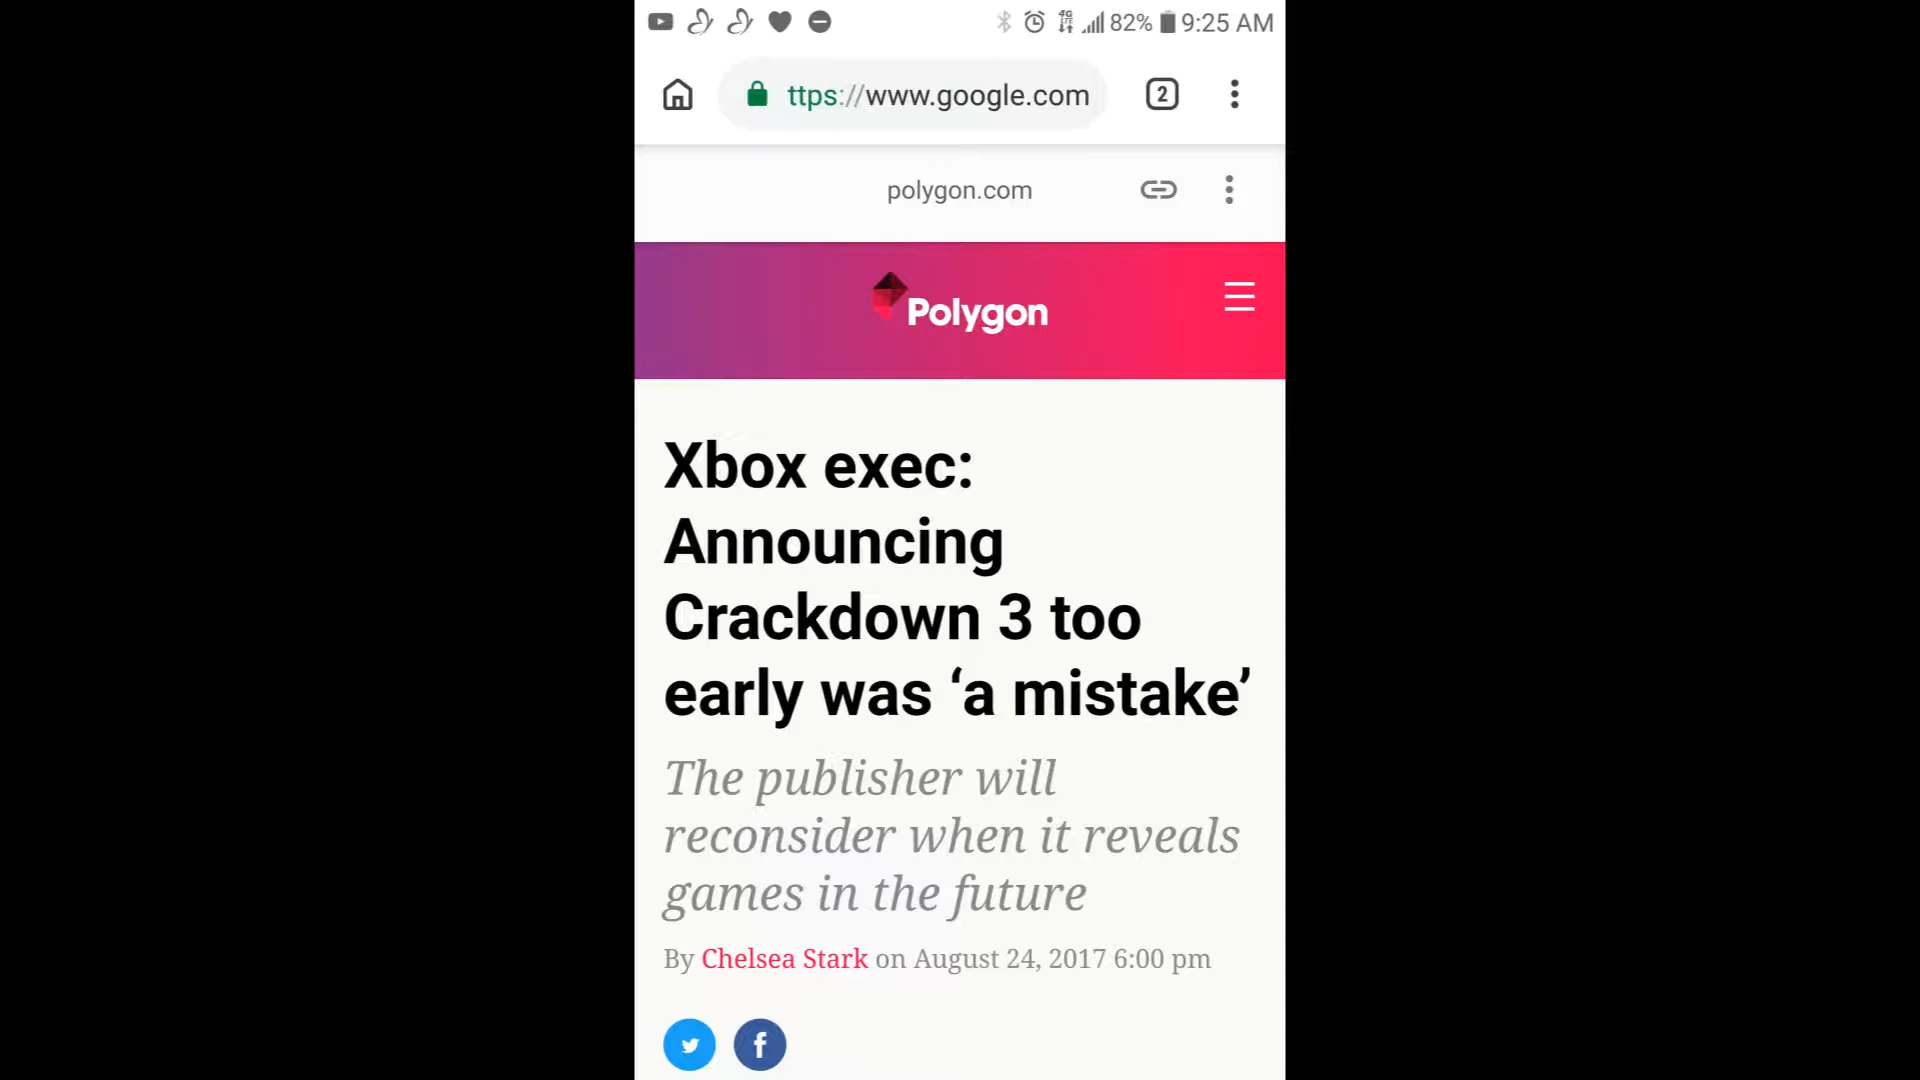 82% 9:25 AM
ttps://www.google.com 2
polygon.com
Polygon
Xbox exec:
Announcing
Crackdown 3 too
early was ‘a mistake’
The publisher will
reconsider when it reveals
games in the future
By Chelsea Stark on August 24, 2017 6:00 pm